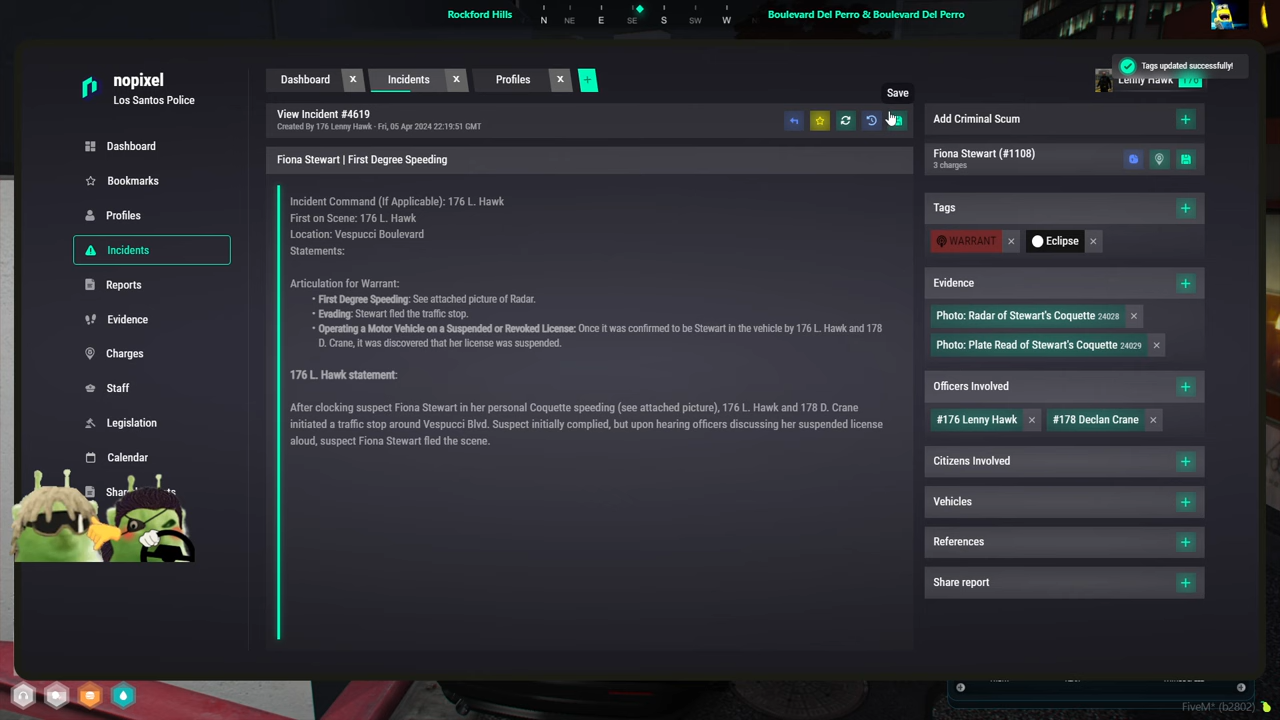 Rockford Hills
N NE E SE S SW W
Boulevard Del Perro & Boulevard Del Perro
nopixel
Los Santos Police
Dashboard
Bookmarks
Profiles
Incidents
Reports
Evidence
Charges
Staff
Legislation
Calendar
Dashboard x
Incidents x
Profiles x
+
Save
Tags updated successfully!
Lenny Hawk 176
View Incident #4619
Created By 176 Lenny Hawk - Fri, 05 Apr 2024 22:19:51 GMT
Fiona Stewart | First Degree Speeding
Incident Command (If Applicable): 176 L. Hawk
First on Scene: 176 L. Hawk
Location: Vespucci Boulevard
Statements:
Articulation for Warrant:
• First Degree Speeding: See attached picture of Radar.
• Evading: Stewart fled the traffic stop.
• Operating a Motor Vehicle on a Suspended or Revoked License: Once it was confirmed to be Stewart in the vehicle by 176 L. Hawk and 178
D. Crane, it was discovered that her license was suspended.
176 L. Hawk statement:
After clocking suspect Fiona Stewart in her personal Coquette speeding (see attached picture), 176 L. Hawk and 178 D. Crane
initiated a traffic stop around Vespucci Blvd. Suspect initially complied, but upon hearing officers discussing her suspended license
aloud, suspect Fiona Stewart fled the scene.
Add Criminal Scum +
Fiona Stewart (#1108)
3 charges
Tags +
WARRANT x Eclipse x
Evidence +
Photo: Radar of Stewart's Coquette 24028 x
Photo: Plate Read of Stewart's Coquette 24029 x
Officers Involved +
#176 Lenny Hawk x #178 Declan Crane x
Citizens Involved +
Vehicles +
References +
Share report +
FiveM* (b2802)